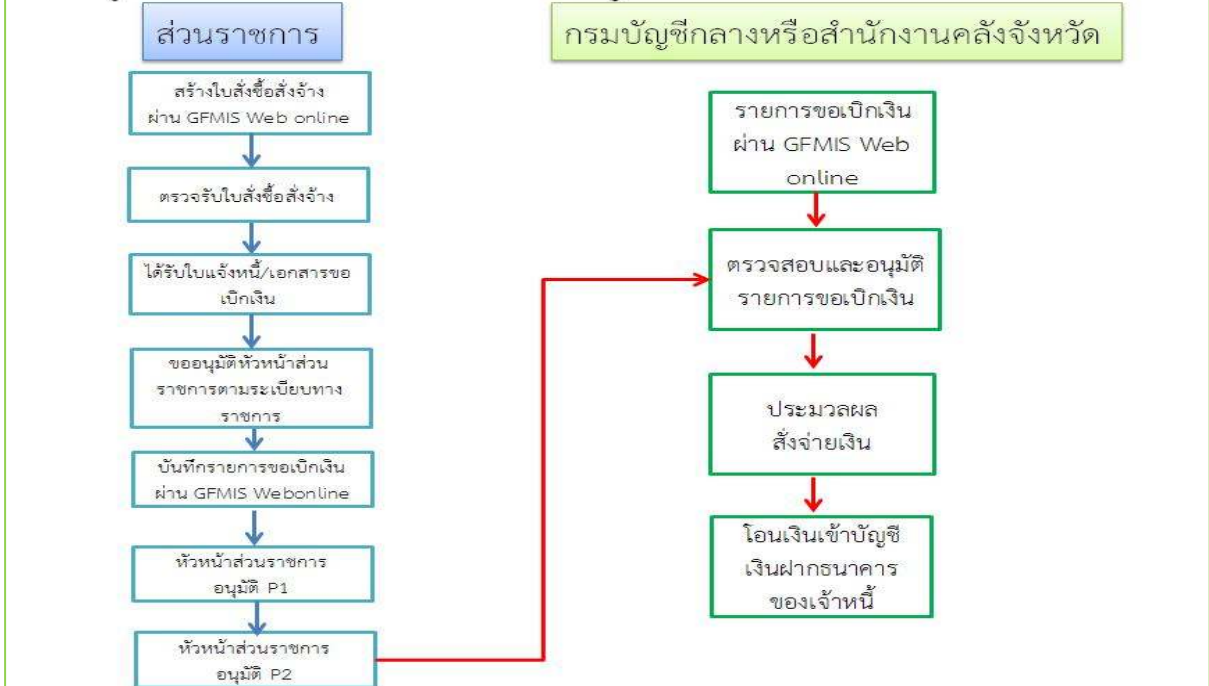 ส่วนราชการ
สร้างใบสั่งซื้อสั่งจ้าง
ผ่าน GFMIS Web online
ตรวจรับใบสั่งซื้อสั่งจ้าง
ได้รับใบแจ้งหนี้/เอกสารขอ
เบิกเงิน
ขออนุมัติหัวหน้าส่วน
ราชการตามระเบียบทาง
ราชการ
บันทึกรายการขอเบิกเงิน
ผ่าน GFMIS Webonline
หัวหน้าส่วนราชการ
อนุมัติ P1
หัวหน้าส่วนราชการ
อนุมัติ P2
กรมบัญชีกลางหรือสำนักงานคลังจังหวัด
รายการขอเบิกเงิน
ผ่าน GFMIS Web
online
ตรวจสอบและอนุมัติ
รายการขอเบิกเงิน
ประมวลผล
สั่งจ่ายเงิน
โอนเงินเข้าบัญชี
เงินฝากธนาคาร
ของเจ้าหนี้